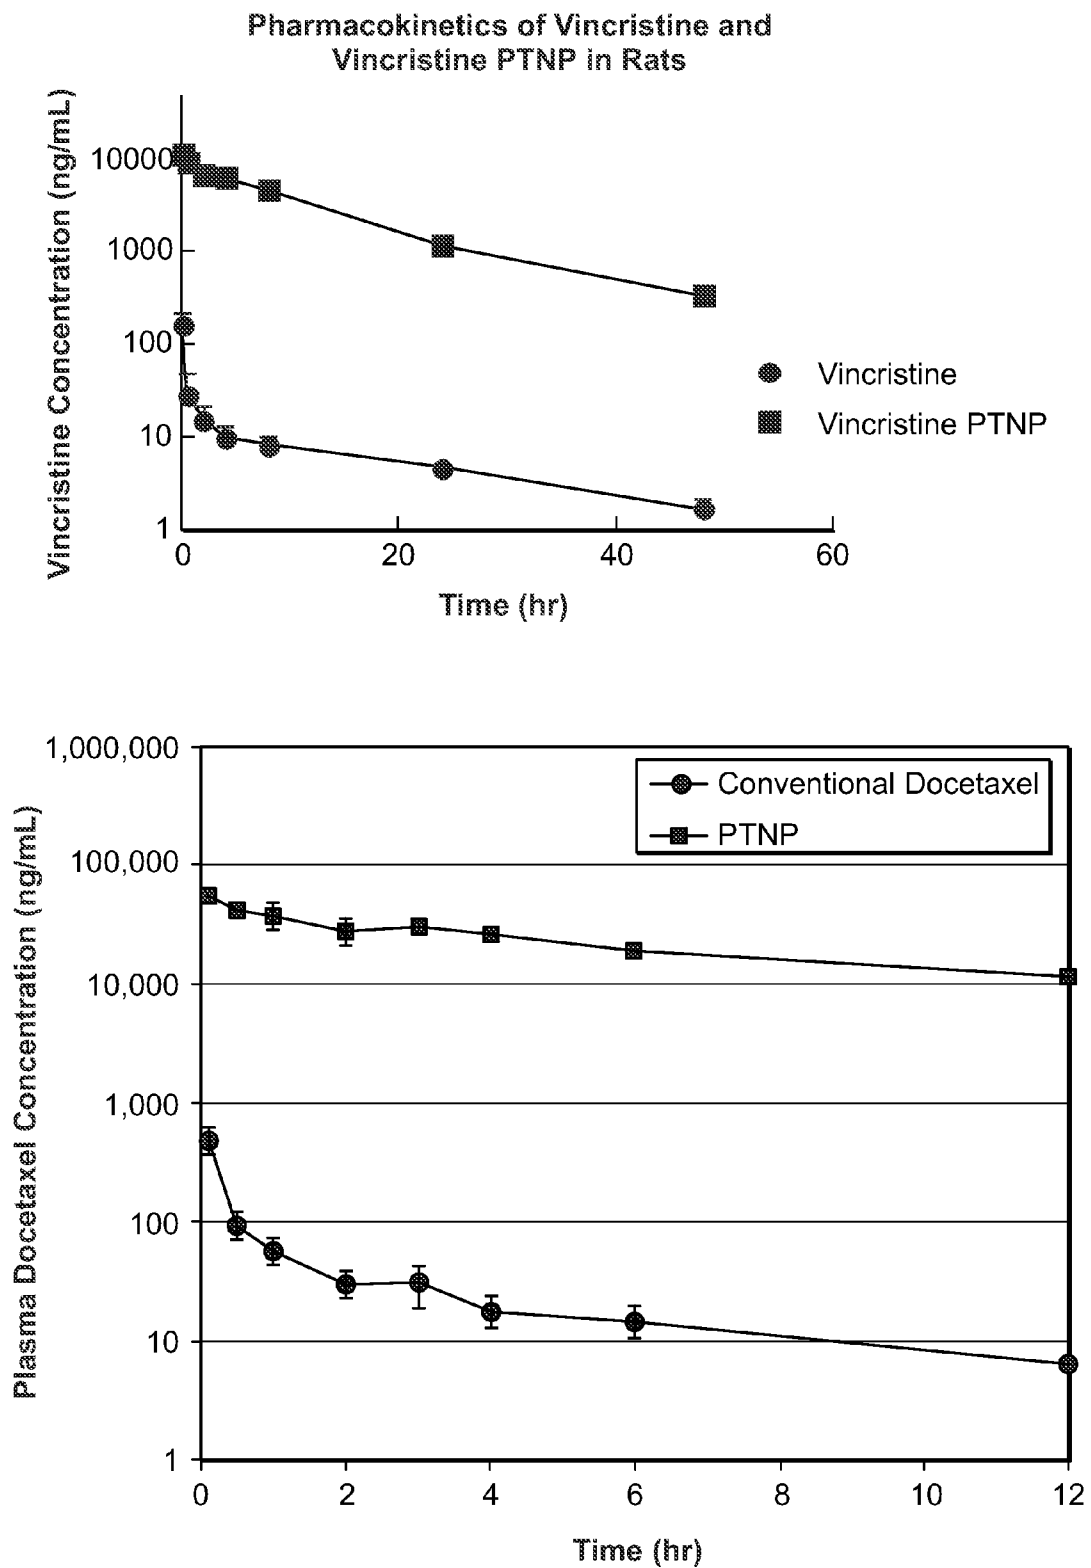 Pharmacokinetics of Vincristine and
Vincristine PTNP in Rats
Vincristine Concentration (ng/mL)
10000
1000
100
10
1
0
20
40
60
Time (hr)
Vincristine
Vincristine PTNP
Plasma Docetaxel Concentration (ng/mL)
1,000,000
100,000
10,000
1,000
100
10
1
Conventional Docetaxel
PTNP
0
2
4
6
8
10
12
Time (hr)